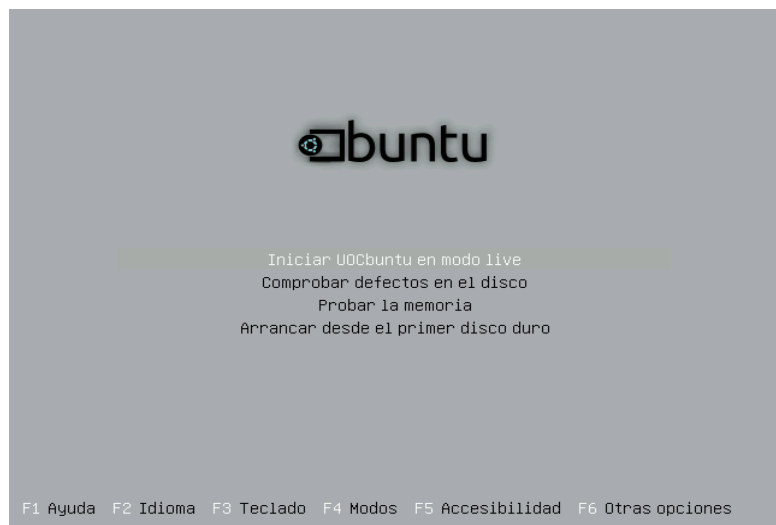 buntu
Iniciar UOCbuntu en modo live
Comprobar defectos en el disco
Probar la memoria
Arrancar desde el primer disco duro
F1 Ayuda F2 Idioma F3 Teclado F4 Modos F5 Accesibilidad F6 Otras opciones